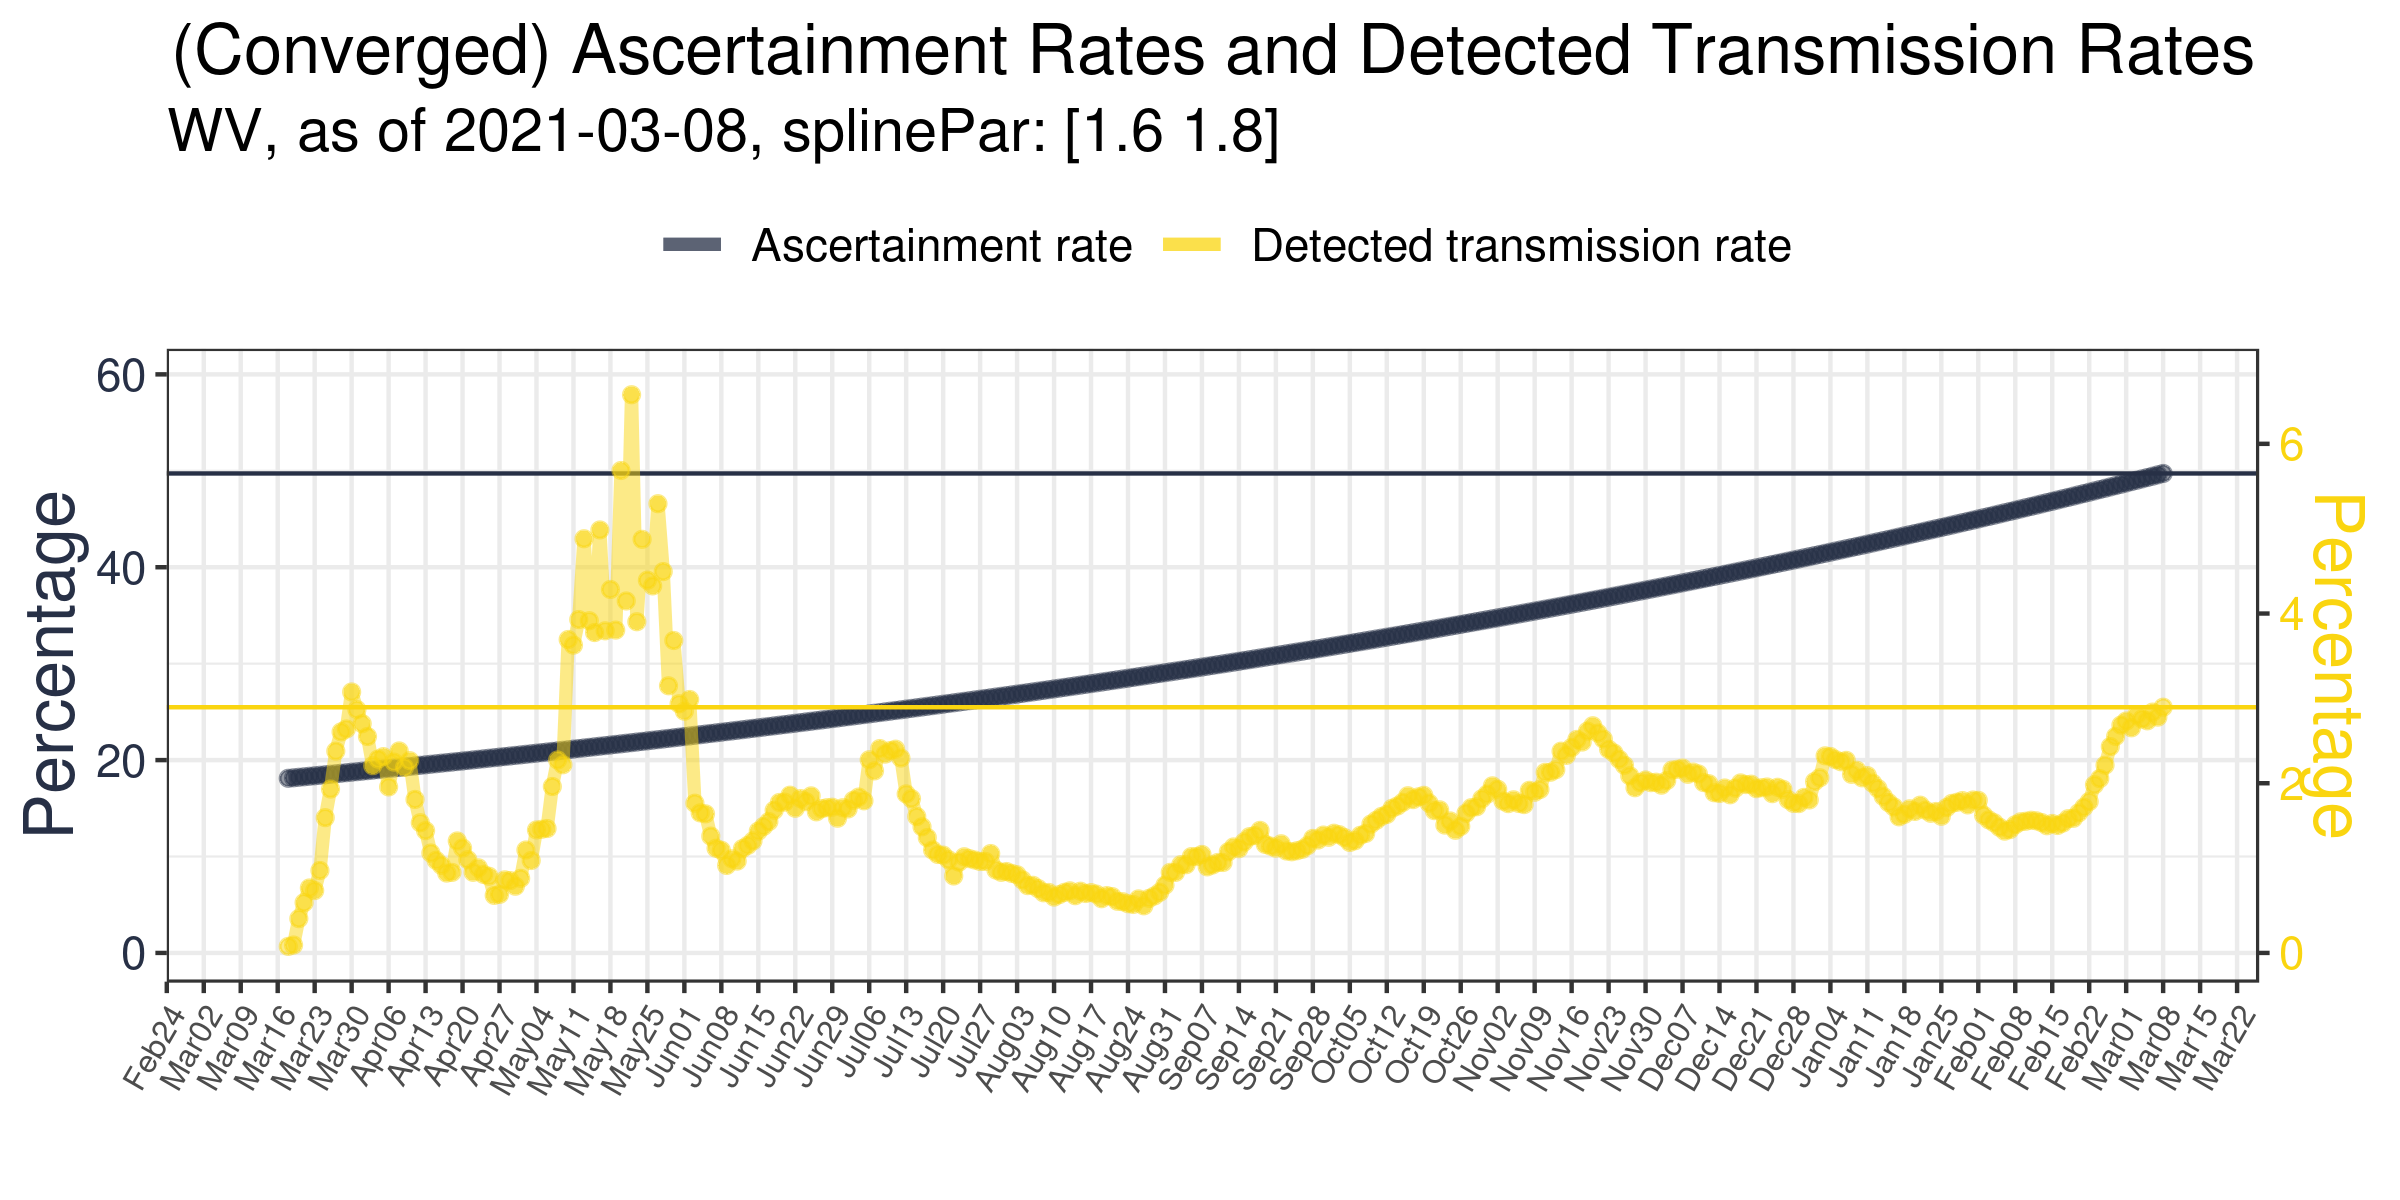 (Converged) Ascertainment Rates and Detected Transmission Rates
WV, as of 2021-03-08, splinePar: [1.6 1.8]
Ascertainment rate
Detected transmission rate
Percentage
60
40
20
0
6
4
2
0
Percentage
Feb24
Mar02
Mar09
Mar16
Mar23
Mar30
Apr06
Apr13
Apr20
Apr27
May04
May11
May18
May25
Jun01
Jun08
Jun15
Jun22
Jun29
Jul06
Jul13
Jul20
Jul27
Aug03
Aug10
Aug17
Aug24
Aug31
Sep07
Sep14
Sep21
Sep28
Oct05
Oct12
Oct19
Oct26
Nov02
Nov09
Nov16
Nov23
Nov30
Dec07
Dec14
Dec21
Dec28
Jan04
Jan11
Jan18
Jan25
Feb01
Feb08
Feb15
Feb22
Mar01
Mar08
Mar15
Mar22